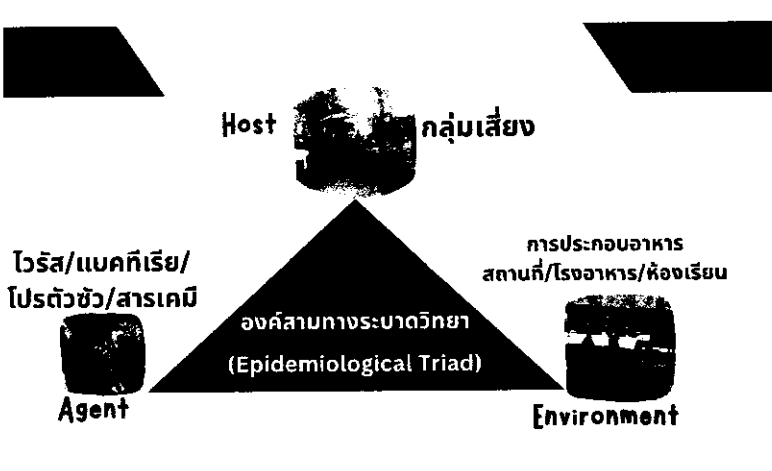 Host กลุ่มเสี่ยง
ไวรัส/แบคทีเรีย/
โปรตัวซัว/สารเคมี
การประกอบอาหาร
สถานที่/โรงอาหาร/ห้องเรียน
องค์สามทางระบาดวิทยา
(Epidemiological Triad)
Agent
Environment